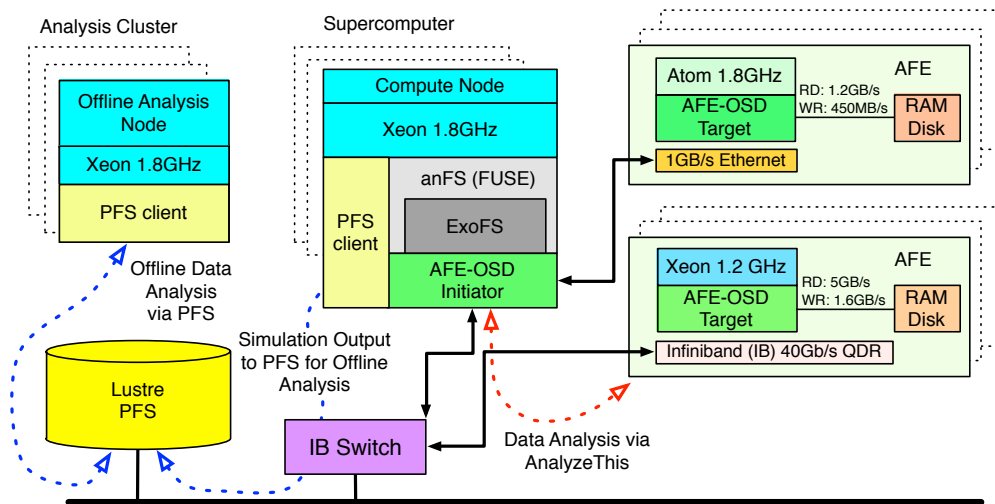 Analysis Cluster
Offline Analysis
Node
Xeon 1.8GHz
PFS client
Offline Data
Analysis
via PFS
Lustre
PFS
Supercomputer
Compute Node
Xeon 1.8GHz
PFS
client
anFS (FUSE)
ExoFS
AFE-OSD
Initiator
Simulation Output
to PFS for Offline
Analysis
IB Switch
Data Analysis via
AnalyzeThis
AFE
Atom 1.8GHz
AFE-OSD
Target
RD: 1.2GB/s
WR: 450MB/s
RAM
Disk
1GB/s Ethernet
AFE
Xeon 1.2 GHz
AFE-OSD
Target
RD: 5GB/s
WR: 1.6GB/s
RAM
Disk
Infiniband (IB) 40Gb/s QDR